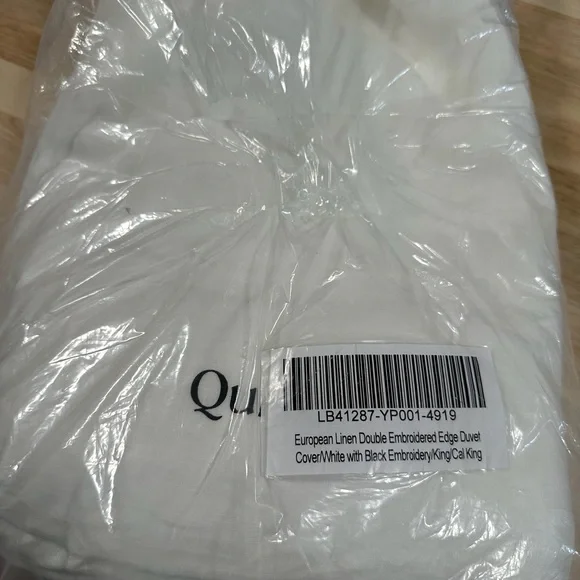 Qu
LB41287-YP001-4919
European Linen Double Embroidered Edge Duvet
Cover/White with Black Embroidery/King/Cal King